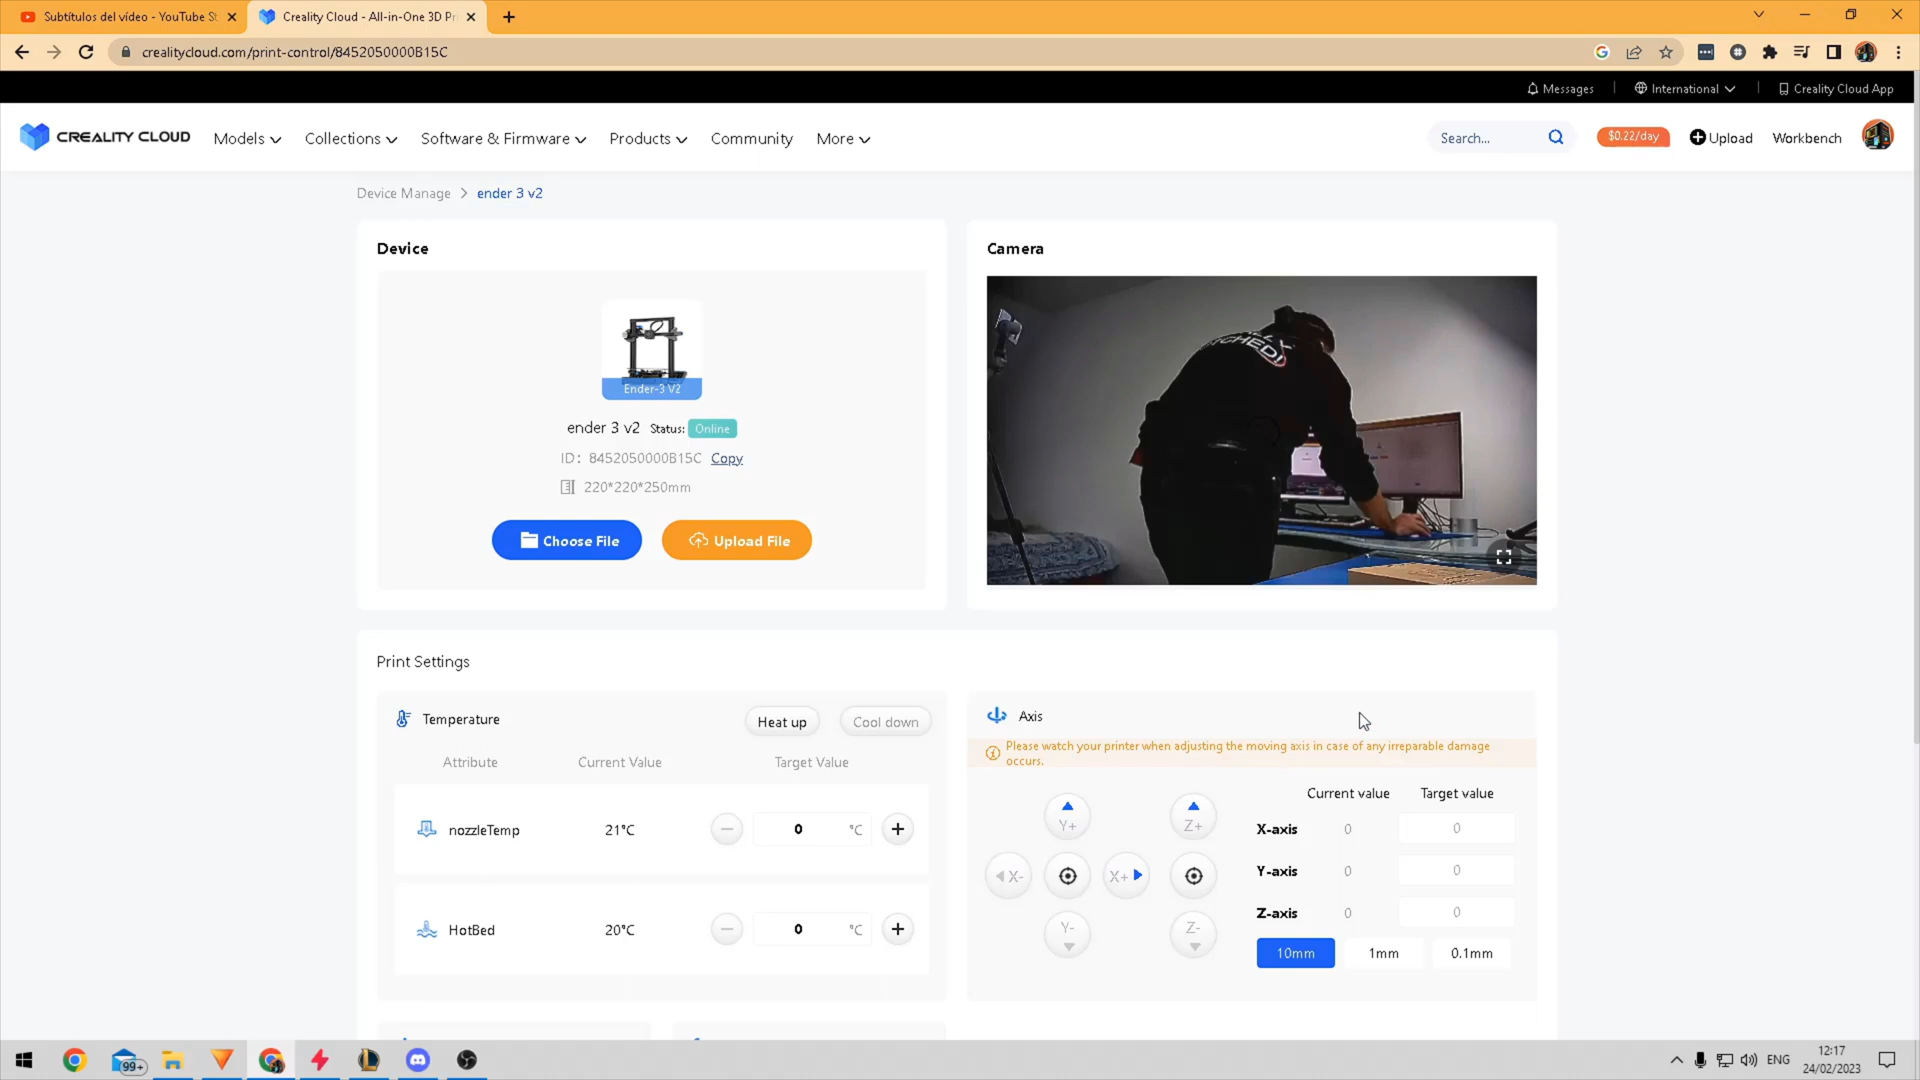 Subtítulos del vídeo - YouTube St
Creality Cloud - All-in-One 3D Pri
crealitycloud.com/print-control/8452050000B15C
Messages
International
Creality Cloud App
CREALITY CLOUD
Models
Collections
Software & Firmware
Products
Community
More
Search...
$0.22/day
Upload
Workbench
Device Manage > ender 3 v2
Device
Ender-3 V2
ender 3 v2 Status: Online
ID: 8452050000B15C Copy
220*220*250mm
Choose File
Upload File
Camera
Print Settings
Temperature
Heat up
Cool down
Attribute
Current Value
Target Value
nozzleTemp
21°C
0
°C
HotBed
20°C
0
°C
Axis
Please watch your printer when adjusting the moving axis in case of any irreparable damage
occurs.
Y+
Z+
X-
X+
Y-
Z-
Current value
Target value
X-axis
0
0
Y-axis
0
0
Z-axis
0
0
10mm
1mm
0.1mm
99+
ENG
12:17
24/02/2023